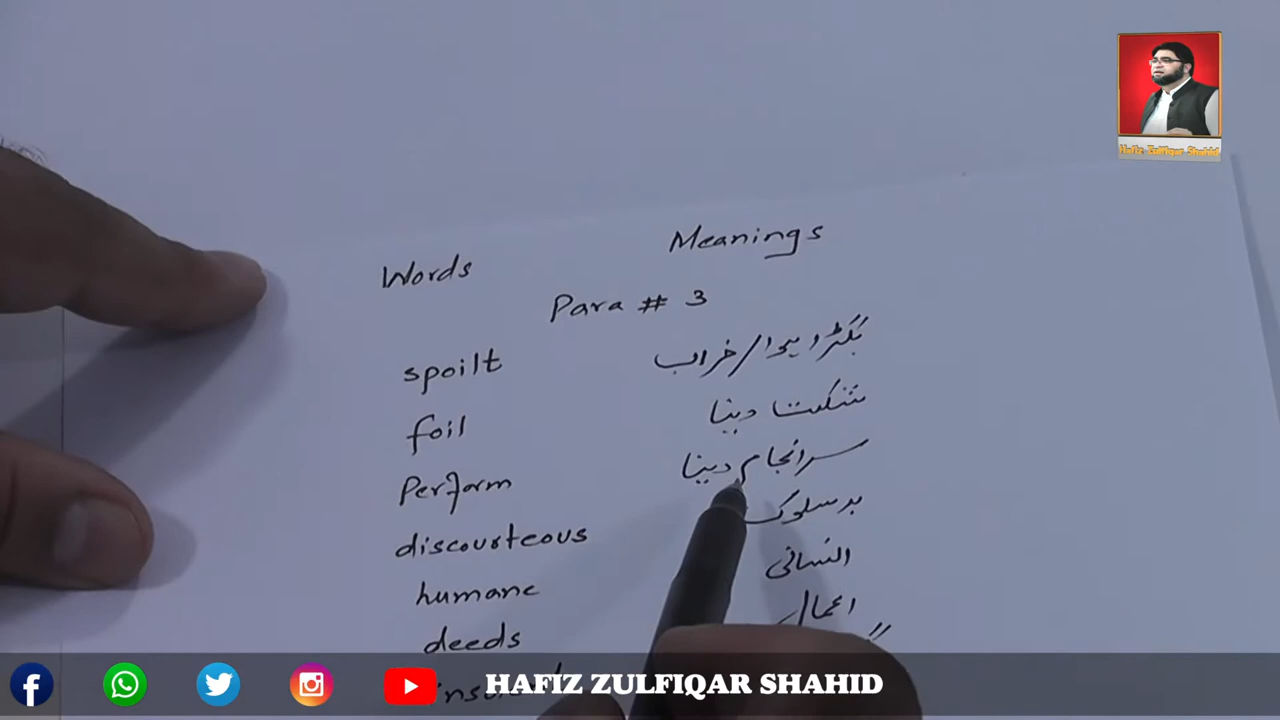 Hafiz Zulfiqar Shahid
Words Meanings
Para # 3
spoilt بگڑا ہوا/خراب
foil شکست دینا
Perform سرانجام دینا
discourteous بدسلوک
humane انسانی
deeds اعمال
HAFIZ ZULFIQAR SHAHID